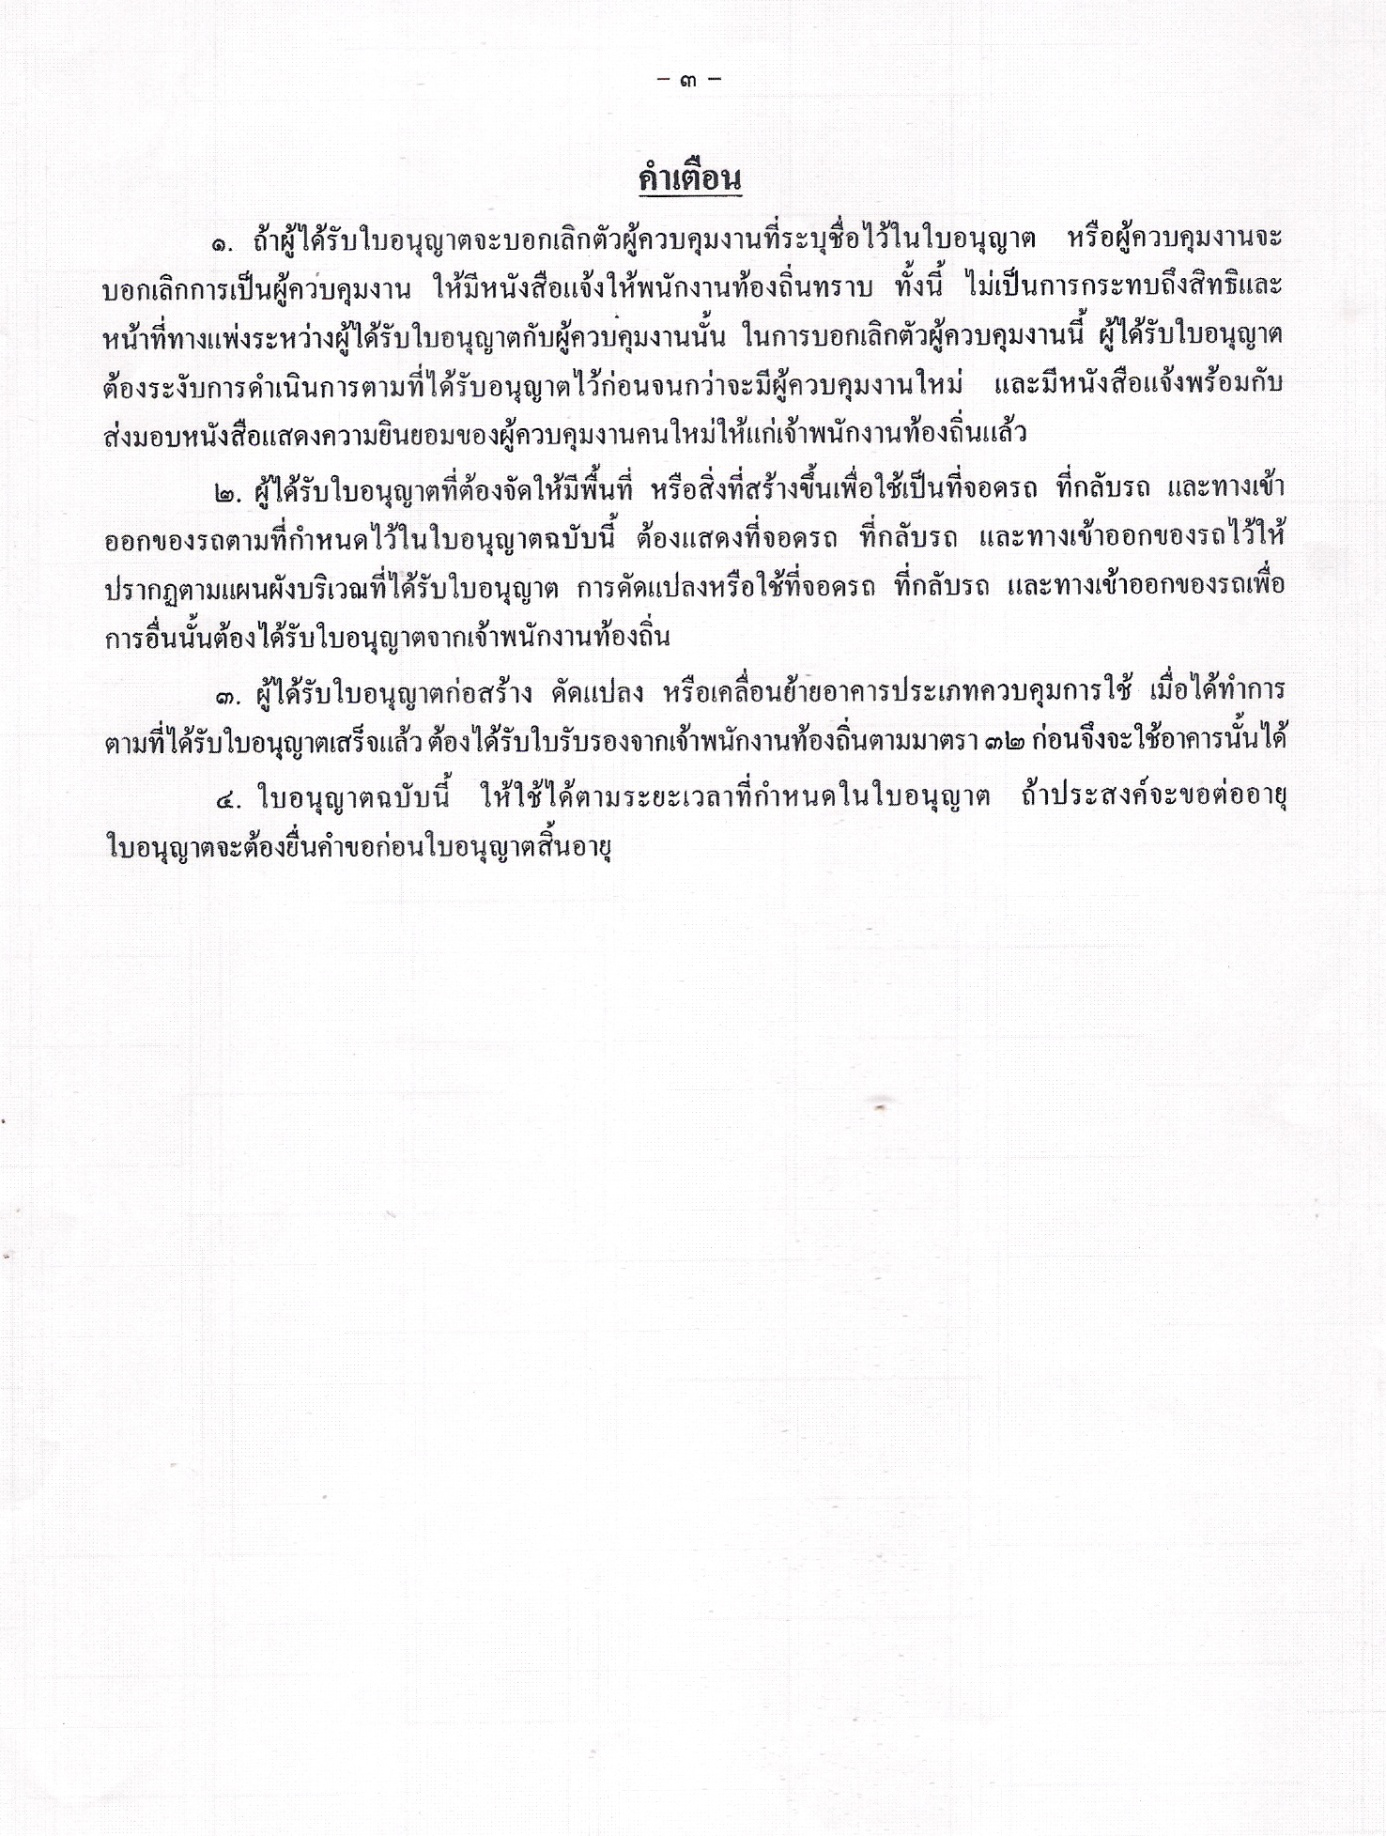 - ๓ -
คำเตือน
๑. ถ้าผู้ได้รับใบอนุญาตจะบอกเลิกตัวผู้ควบคุมงานที่ระบุชื่อไว้ในใบอนุญาต หรือผู้ควบคุมงานจะ
บอกเลิกการเป็นผู้ควบคุมงาน ให้มีหนังสือแจ้งให้พนักงานท้องถิ่นทราบ ทั้งนี้ ไม่เป็นการกระทบถึงสิทธิและ
หน้าที่ทางแพ่งระหว่างผู้ได้รับใบอนุญาตกับผู้ควบคุมงานนั้น ในการบอกเลิกตัวผู้ควบคุมงานนี้ ผู้ได้รับใบอนุญาต
ต้องระงับการดำเนินการตามที่ได้รับอนุญาตไว้ก่อนจนกว่าจะมีผู้ควบคุมงานใหม่ และมีหนังสือแจ้งพร้อมกับ
ส่งมอบหนังสือแสดงความยินยอมของผู้ควบคุมงานคนใหม่ให้แก่เจ้าพนักงานท้องถิ่นแล้ว
๒. ผู้ได้รับใบอนุญาตที่ต้องจัดให้มีพื้นที่ หรือสิ่งที่สร้างขึ้นเพื่อใช้เป็นที่จอดรถ ที่กลับรถ และทางเข้า
ออกของรถตามที่กำหนดไว้ในใบอนุญาตฉบับนี้ ต้องแสดงที่จอดรถ ที่กลับรถ และทางเข้าออกของรถไว้ให้
ปรากฏตามแผนผังบริเวณที่ได้รับใบอนุญาต การดัดแปลงหรือใช้ที่จอดรถ ที่กลับรถ และทางเข้าออกของรถเพื่อ
การอื่นนั้นต้องได้รับใบอนุญาตจากเจ้าพนักงานท้องถิ่น
๓. ผู้ได้รับใบอนุญาตก่อสร้าง ดัดแปลง หรือเคลื่อนย้ายอาคารประเภทควบคุมการใช้ เมื่อได้ทำการ
ตามที่ได้รับใบอนุญาตเสร็จแล้ว ต้องได้รับใบรับรองจากเจ้าพนักงานท้องถิ่นตามมาตรา ๓๒ ก่อนจึงจะใช้อาคารนั้นได้
๔. ใบอนุญาตฉบับนี้ ให้ใช้ได้ตามระยะเวลาที่กำหนดในใบอนุญาต ถ้าประสงค์จะขอต่ออายุ
ใบอนุญาตจะต้องยื่นคำขอก่อนใบอนุญาตสิ้นอายุ